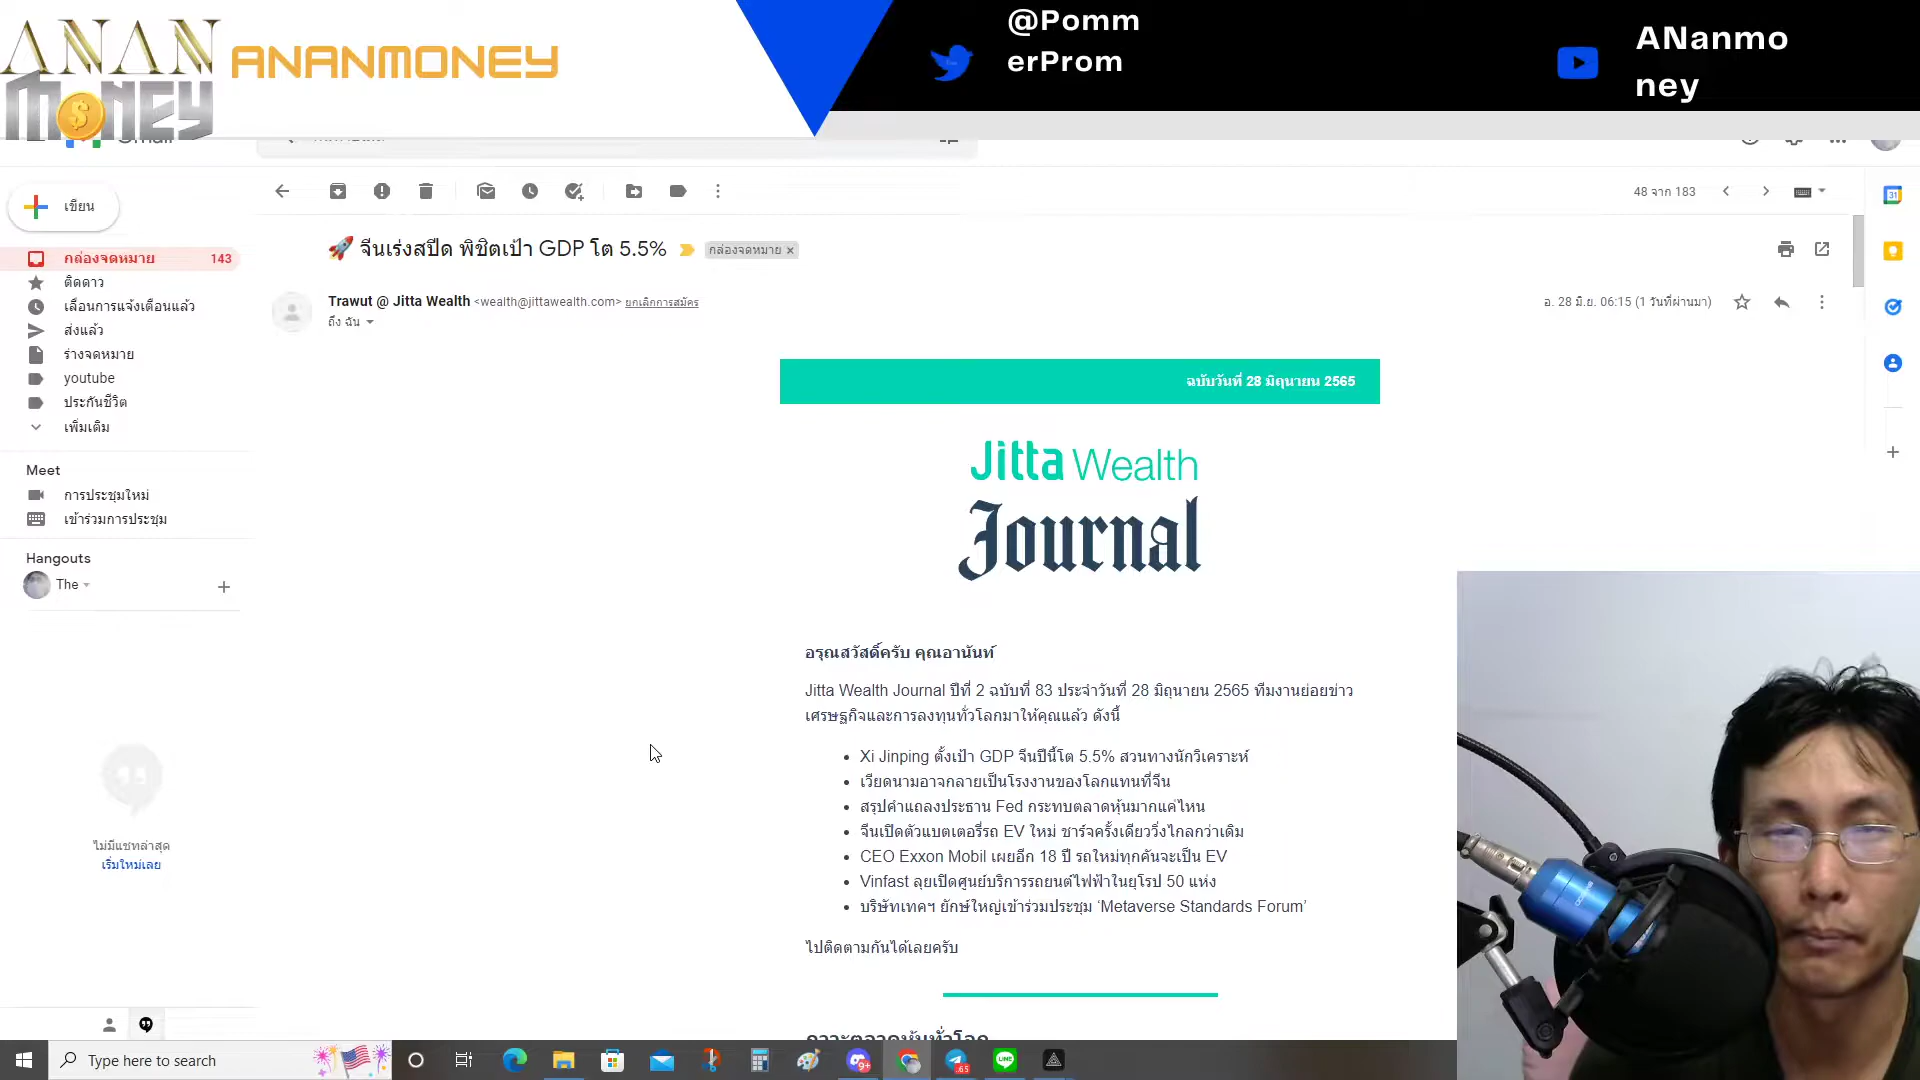 ANAN
MONEY
ANANMONEY
@Pomm
erProm
ANanmo
ney
เขียน
48 จาก 183
กล่องจดหมาย 143
ติดดาว
เลื่อนการแจ้งเตือนแล้ว
ส่งแล้ว
ร่างจดหมาย
youtube
ประกันชีวิต
เพิ่มเติม
Meet
การประชุมใหม่
เข้าร่วมการประชุม
Hangouts
The
ไม่มีแชทล่าสุด
เริ่มใหม่เลย
🚀 จีนเร่งสปีด พิชิตเป้า GDP โต 5.5% กล่องจดหมาย ×
Trawut @ Jitta Wealth <wealth@jittawealth.com> ยกเลิกการสมัคร
อ. 28 มิ.ย. 06:15 (1 วันที่ผ่านมา)
ถึง ฉัน
ฉบับวันที่ 28 มิถุนายน 2565
Jitta Wealth
Journal
อรุณสวัสดิ์ครับ คุณอานันท์
Jitta Wealth Journal ปีที่ 2 ฉบับที่ 83 ประจำวันที่ 28 มิถุนายน 2565 ทีมงานย่อยข่าว
เศรษฐกิจและการลงทุนทั่วโลกมาให้คุณแล้ว ดังนี้
• Xi Jinping ตั้งเป้า GDP จีนปีนี้โต 5.5% สวนทางนักวิเคราะห์
• เวียดนามอาจกลายเป็นโรงงานของโลกแทนที่จีน
• สรุปคำแถลงประธาน Fed กระทบตลาดหุ้นมากแค่ไหน
• จีนเปิดตัวแบตเตอรี่รถ EV ใหม่ ชาร์จครั้งเดียววิ่งไกลกว่าเดิม
• CEO Exxon Mobil เผยอีก 18 ปี รถใหม่ทุกคันจะเป็น EV
• Vinfast ลุยเปิดศูนย์บริการรถยนต์ไฟฟ้าในยุโรป 50 แห่ง
• บริษัทเทคฯ ยักษ์ใหญ่เข้าร่วมประชุม ‘Metaverse Standards Forum’
ไปติดตามกันได้เลยครับ
Type here to search